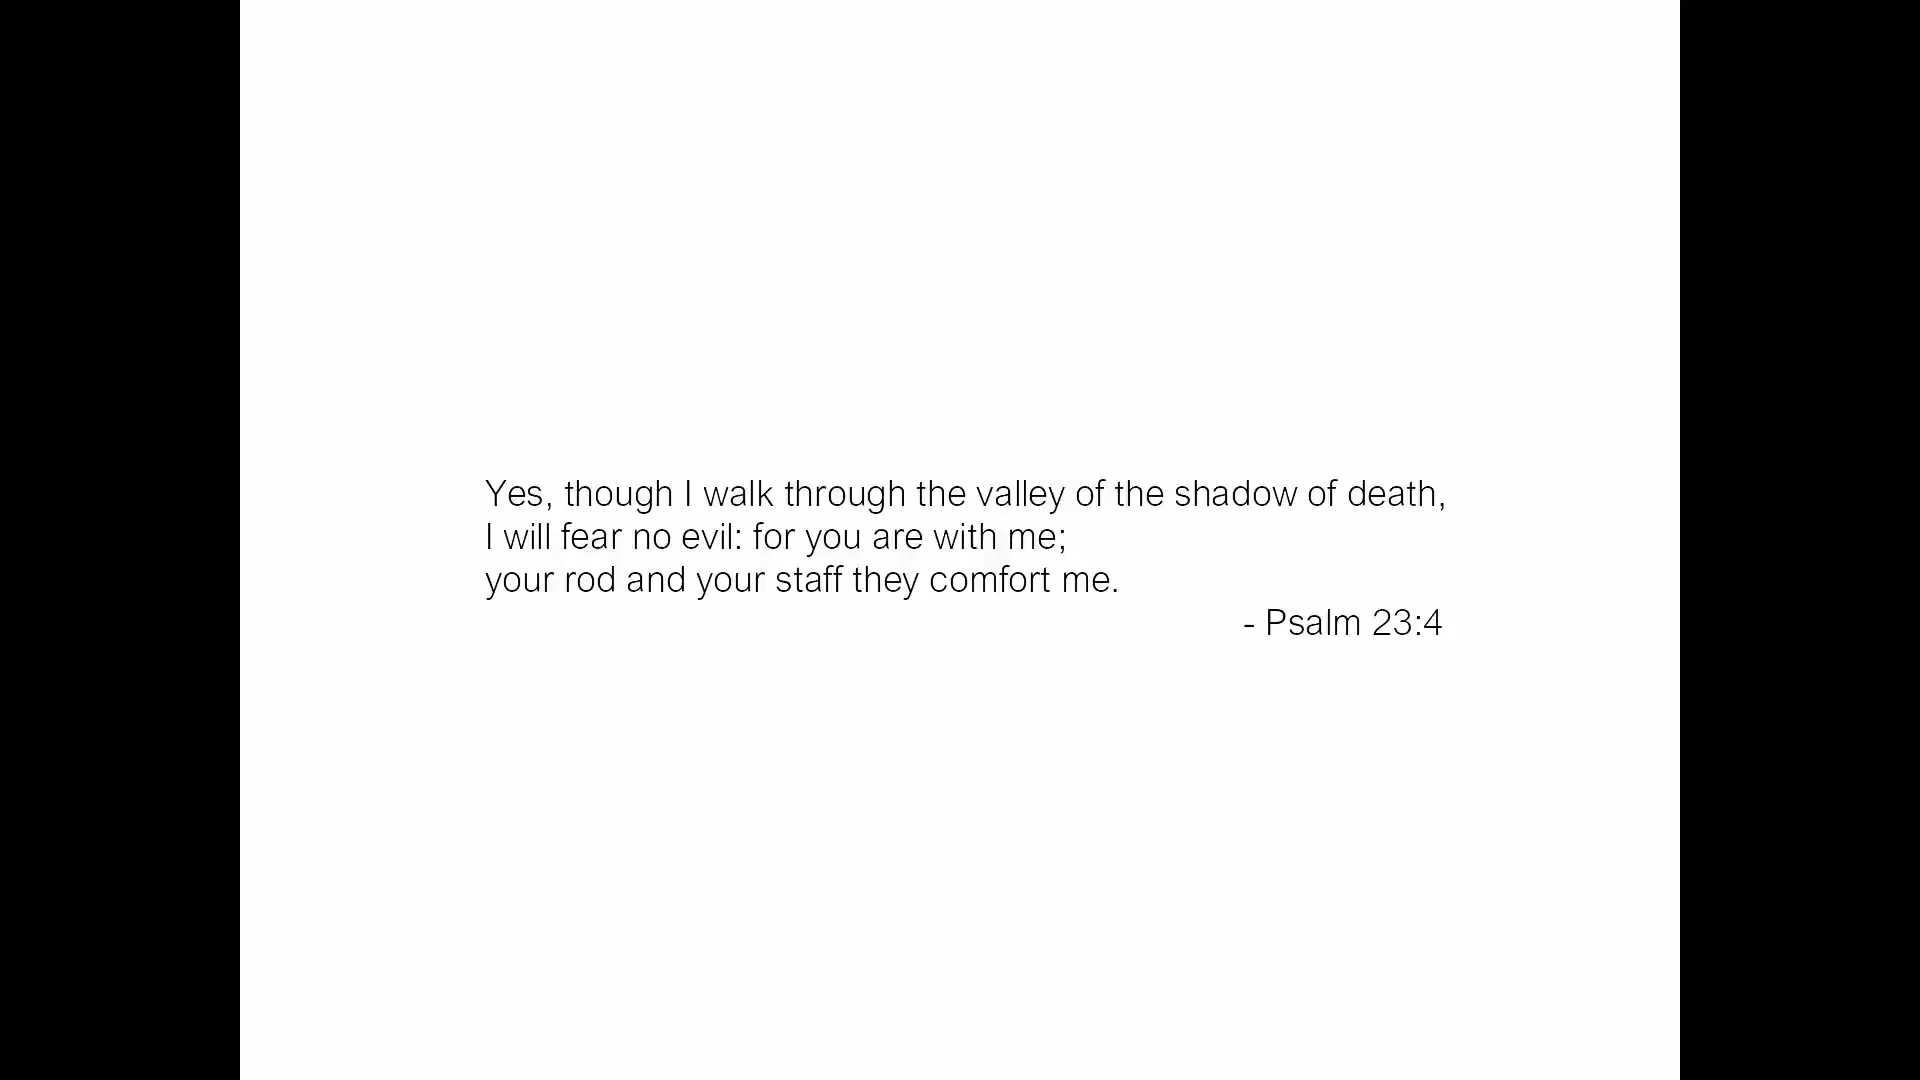 Yes, though I walk through the valley of the shadow of death,
I will fear no evil: for you are with me;
your rod and your staff they comfort me.
- Psalm 23:4